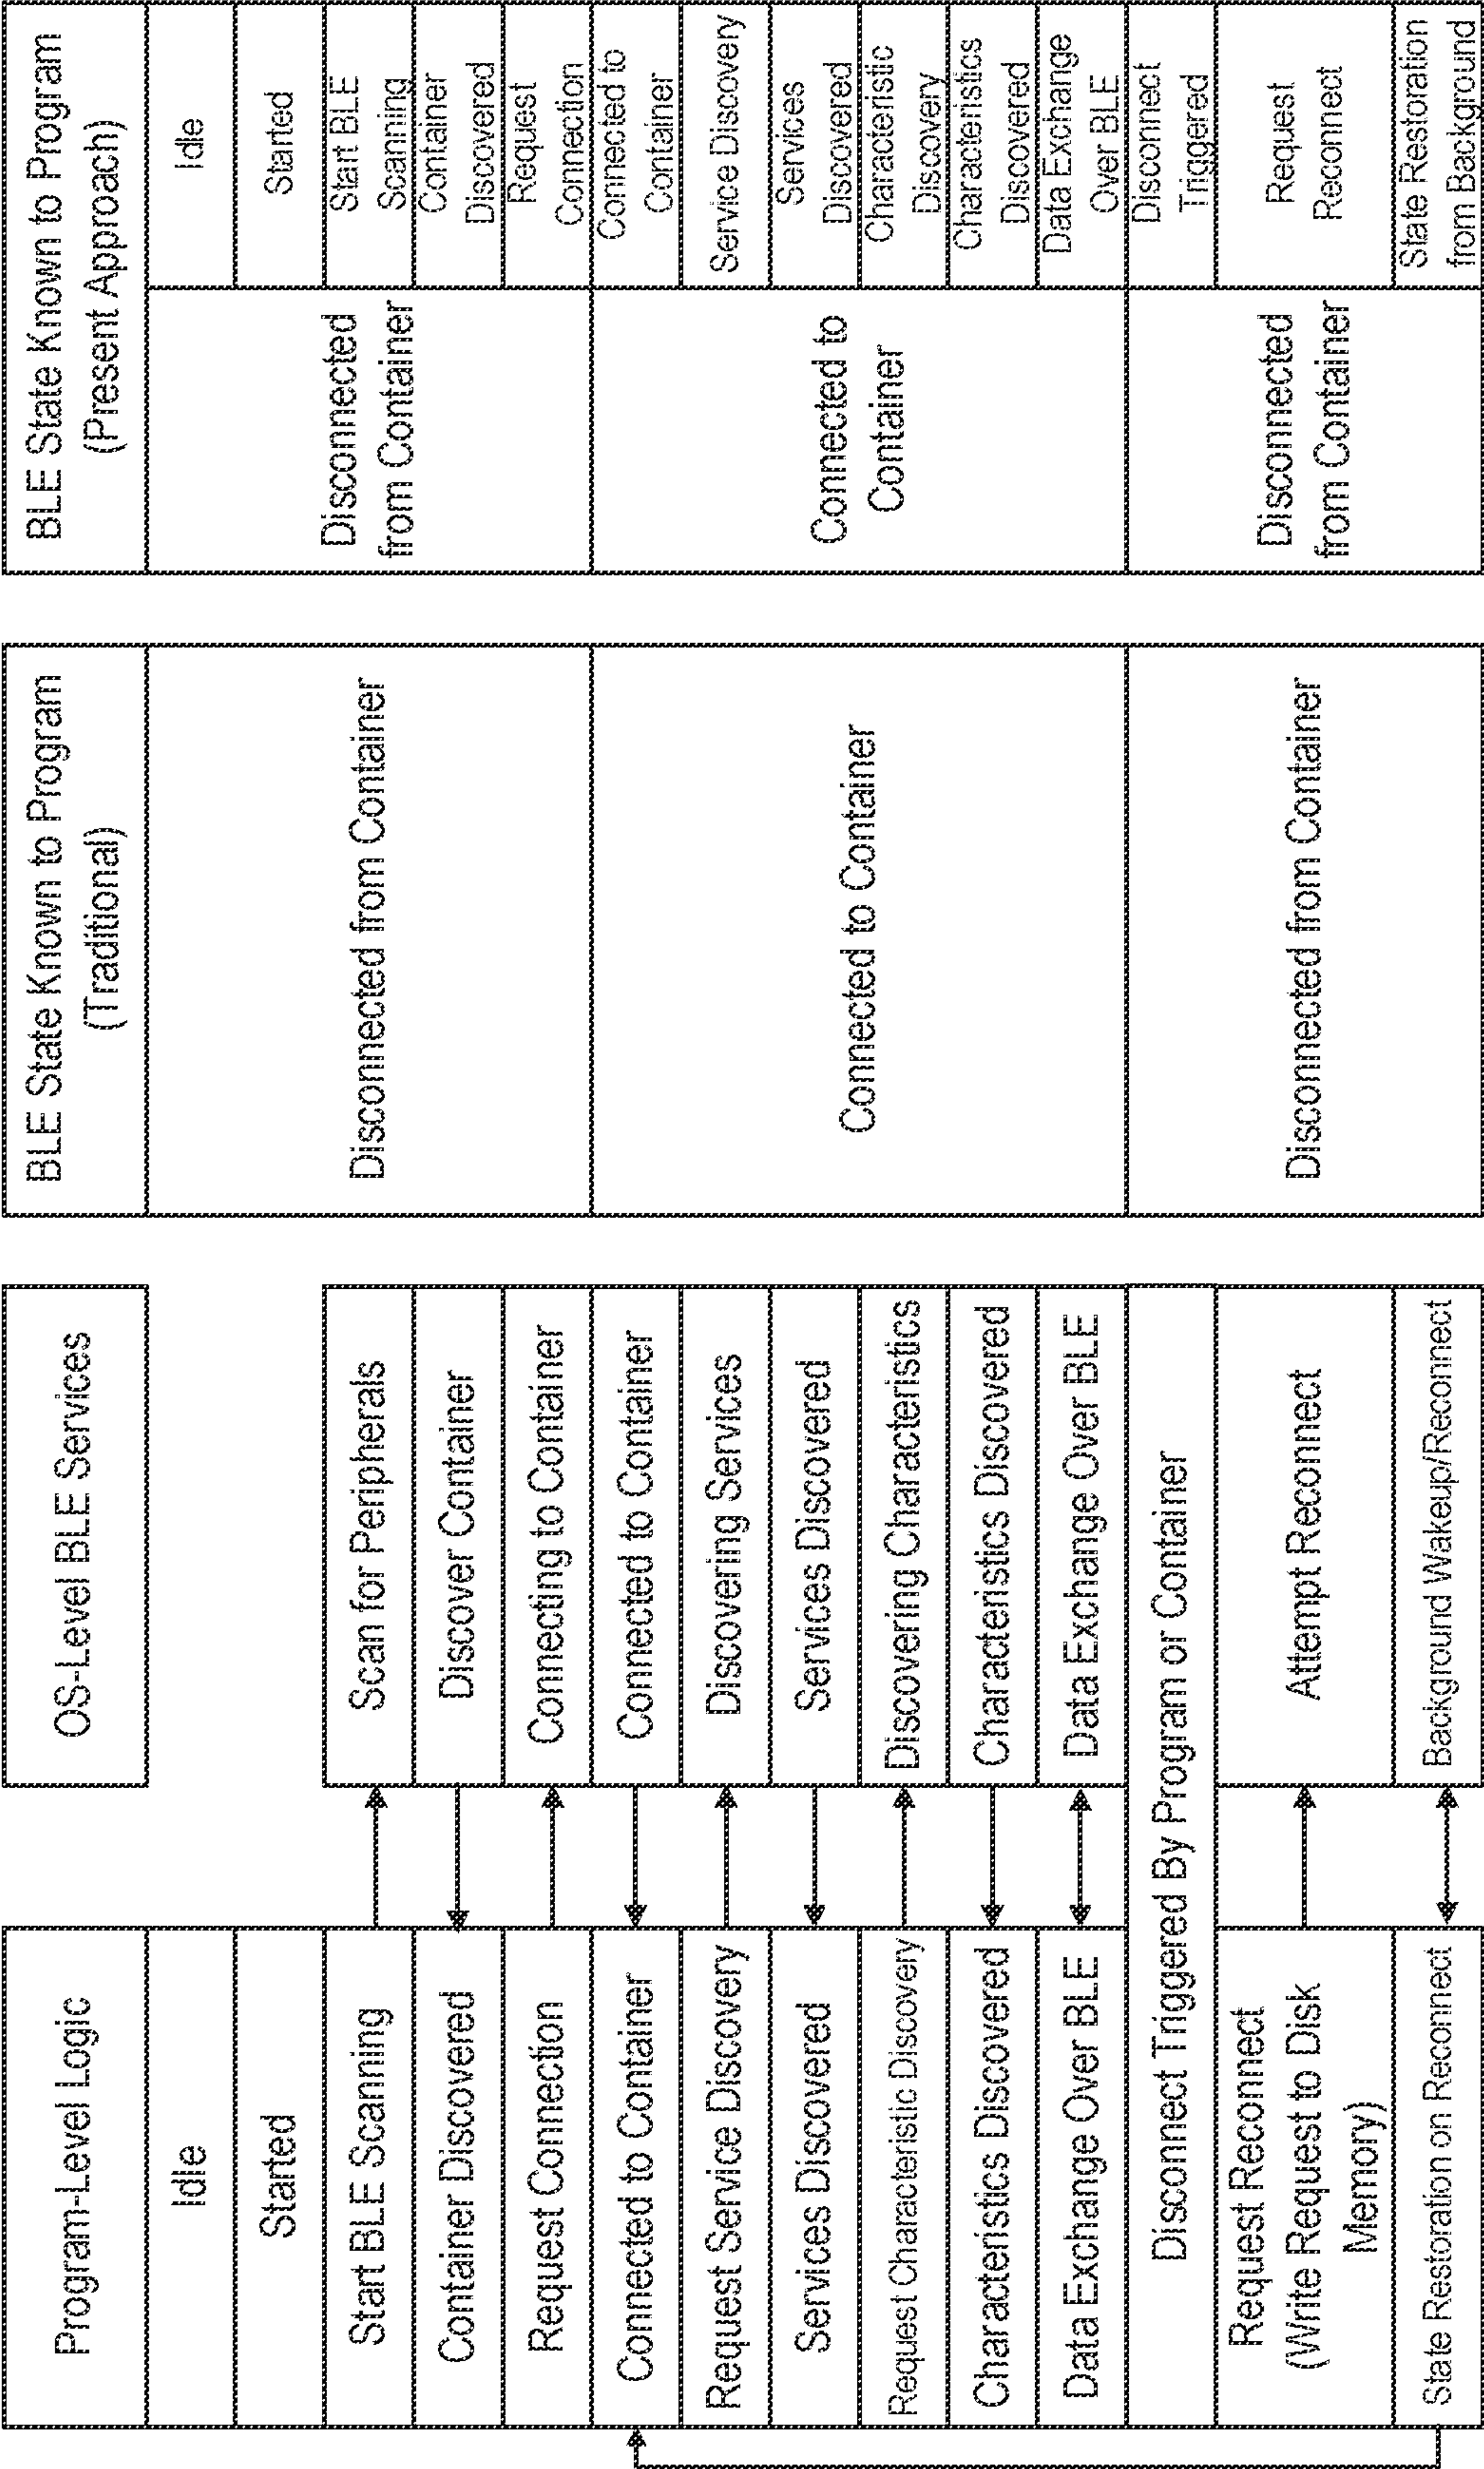 Program-Level Logic
Idle
Started
Start BLE Scanning
Container Discovered
Request Connection
Connected to Container
Request Service Discovery
Services Discovered
Request Characteristic Discovery
Characteristics Discovered
Data Exchange Over BLE
Disconnect Triggered By Program or Container
Request Reconnect
(Write Request to Disk
Memory)
State Restoration on Reconnect
OS-Level BLE Services
Scan for Peripherals
Discover Container
Connecting to Container
Connected to Container
Discovering Services
Services Discovered
Discovering Characteristics
Characteristics Discovered
Data Exchange Over BLE
Attempt Reconnect
Background Wakeup/Reconnect
BLE State Known to Program
(Traditional)
Disconnected from Container
Connected to Container
Disconnected from Container
BLE State Known to Program
(Present Approach)
Disconnected
from Container
Connected to
Container
Disconnected
from Container
Idle
Started
Start BLE
Scanning
Container
Discovered
Request
Connection
Connected to
Container
Service Discovery
Services
Discovered
Characteristic
Discovery
Characteristics
Discovered
Data Exchange
Over BLE
Disconnect
Triggered
Request
Reconnect
State Restoration
from Background